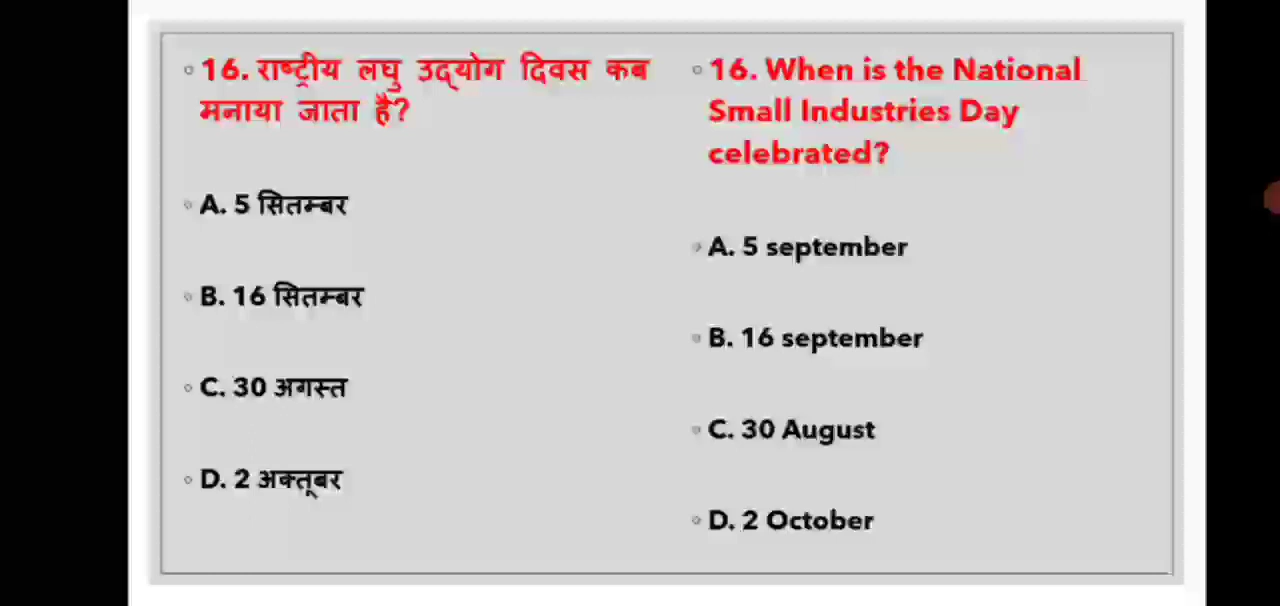 16. राष्ट्रीय लघु उद्योग दिवस कब
मनाया जाता है?
A. 5 सितम्बर
B. 16 सितम्बर
C. 30 अगस्त
D. 2 अक्तूबर
16. When is the National
Small Industries Day
celebrated?
A. 5 september
B. 16 september
C. 30 August
D. 2 October